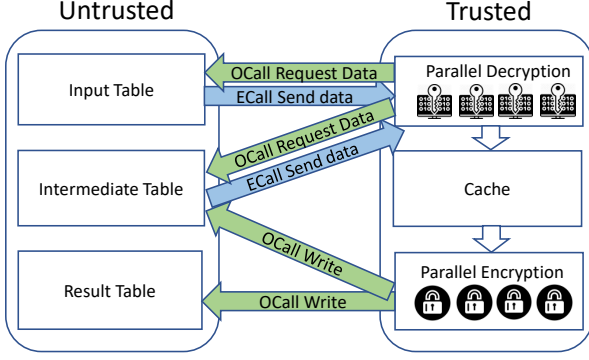 Untrusted
Trusted
Input Table
OCall Request Data
ECall Send data
Parallel Decryption
OCall Request Data
ECall Send data
Intermediate Table
Cache
OCall Write
Parallel Encryption
Result Table
OCall Write